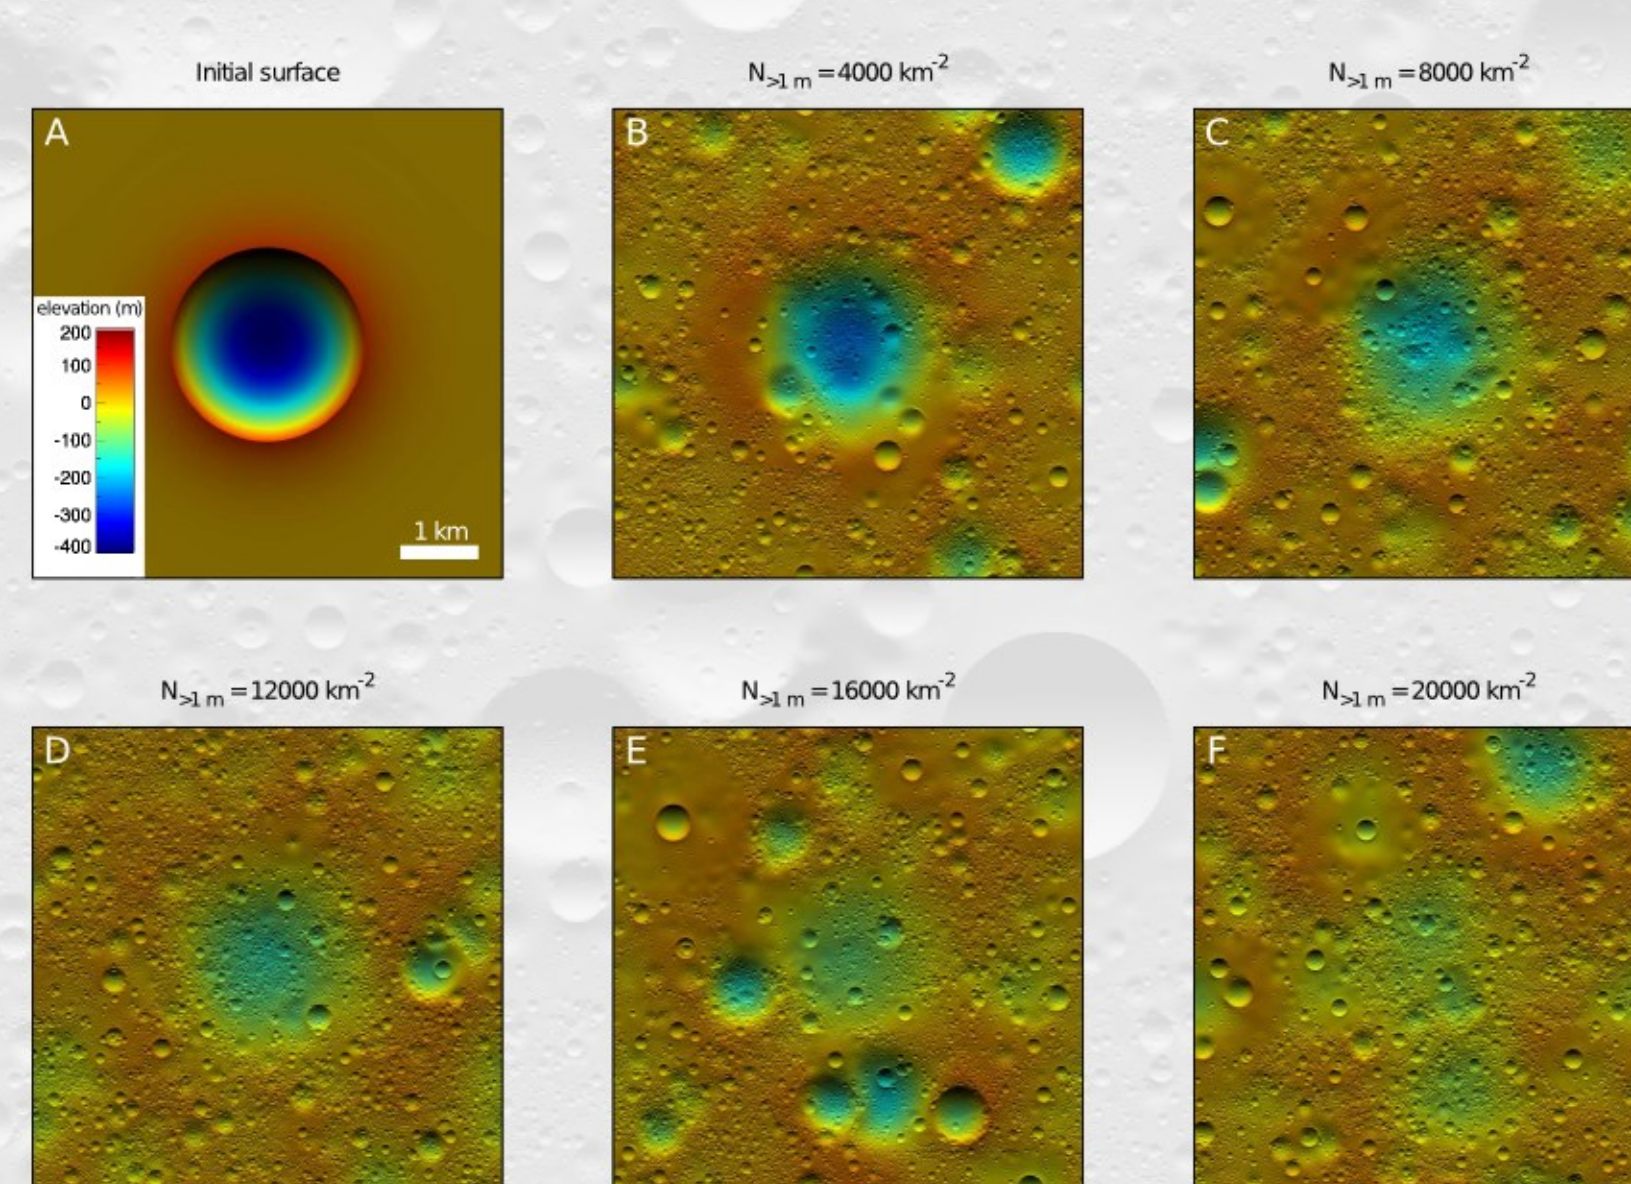 Initial surface
N>1 m = 4000 km-2
N>1 m = 8000 km-2
A
B
C
elevation (m)
200
100
0
-100
-200
-300
-400
1 km
N>1 m = 12000 km-2
N>1 m = 16000 km-2
N>1 m = 20000 km-2
D
E
F